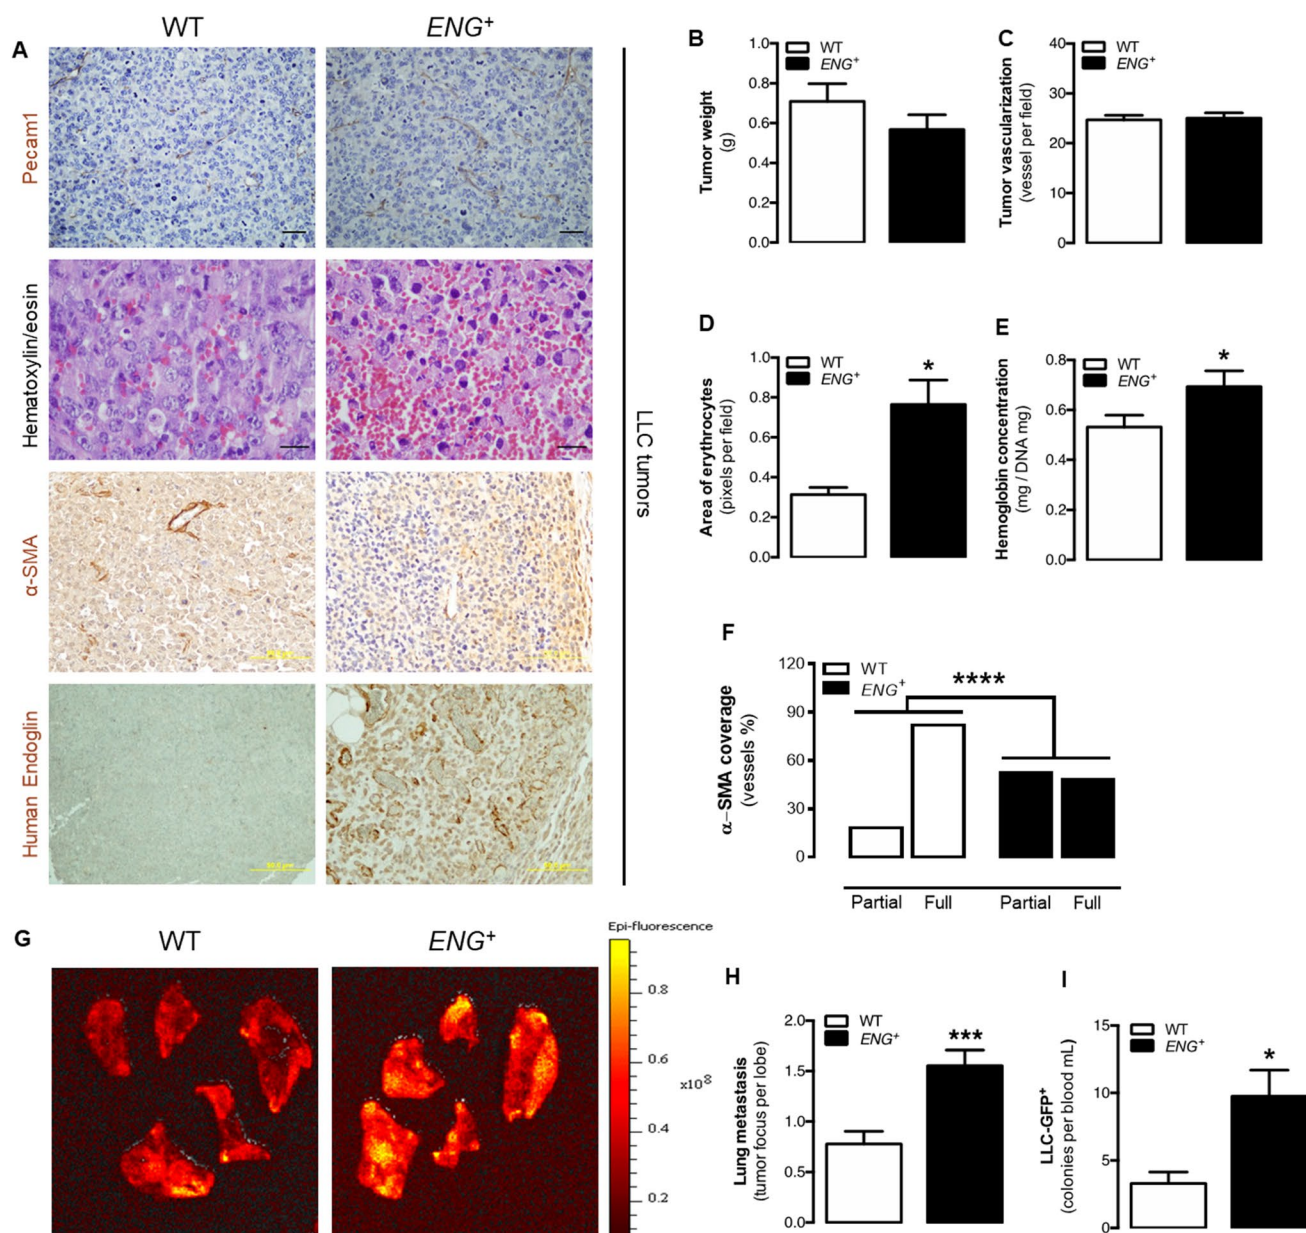 WT
ENG⁺
A
Pecam1
Hematoxylin/eosin
α-SMA
Human Endoglin
LLC tumors
B
WT
ENG⁺
Tumor weight
(g)
1.0
0.8
0.6
0.4
0.2
0.0
C
WT
ENG⁺
Tumor vascularization
(vessel per field)
40
30
20
10
0
D
WT
ENG⁺
*
Area of erythrocytes
(pixels per field)
1.0
0.8
0.6
0.4
0.2
0.0
E
WT
ENG⁺
*
Hemoglobin concentration
(mg / DNA mg)
0.8
0.6
0.4
0.2
0.0
F
WT
ENG⁺
****
α–SMA coverage
(vessels %)
120
90
60
30
0
Partial Full Partial Full
G
WT
ENG⁺
Epi-fluorescence
0.8
0.6
x10⁸
0.4
0.2
H
WT
ENG⁺
***
Lung metastasis
(tumor focus per lobe)
2.0
1.5
1.0
0.5
0.0
I
WT
ENG⁺
*
LLC-GFP⁺
(colonies per blood mL)
15
10
5
0